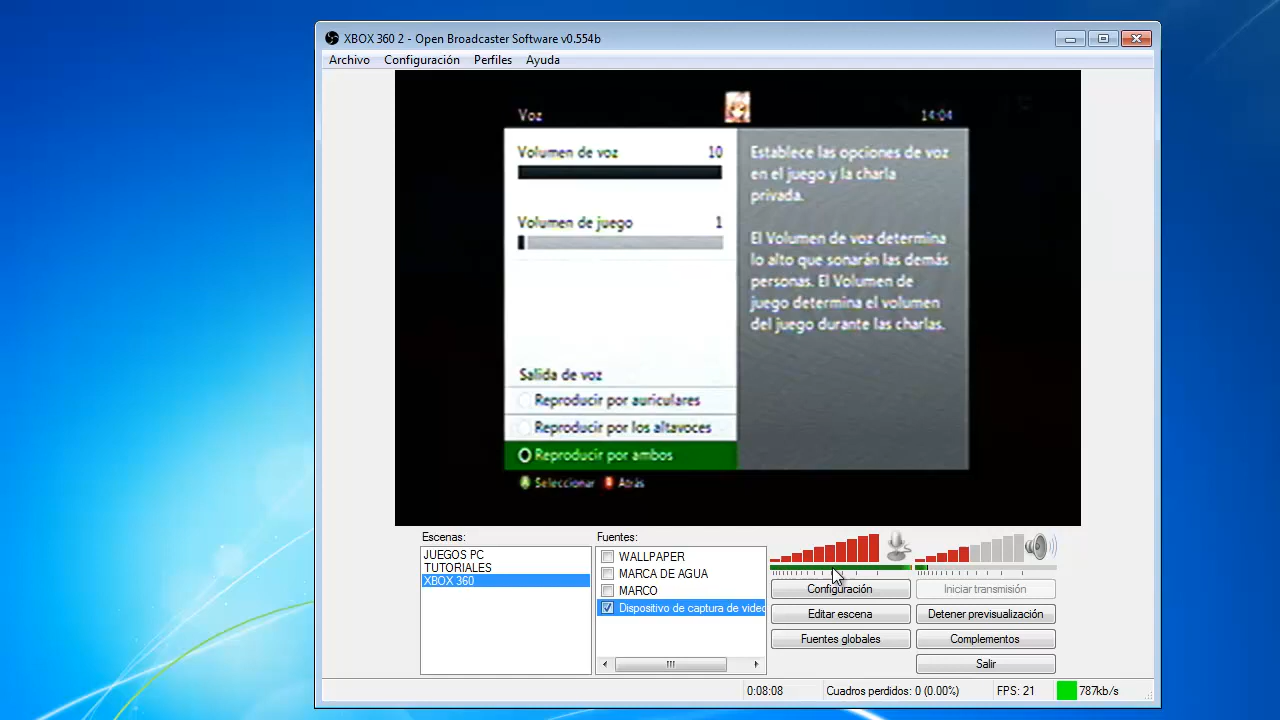 XBOX 360 2 - Open Broadcaster Software v0.554b
Archivo Configuración Perfiles Ayuda
Voz 14:04
Volumen de voz 10
Volumen de juego 1
Salida de voz
Reproducir por auriculares
Reproducir por los altavoces
Reproducir por ambos
Seleccionar Atrás
Establece las opciones de voz
en el juego y la charla
privada.
El Volumen de voz determina
lo alto que sonarán las demás
personas. El Volumen de
juego determina el volumen
del juego durante las charlas.
Escenas:
JUEGOS PC
TUTORIALES
XBOX 360
Fuentes:
WALLPAPER
MARCA DE AGUA
MARCO
Dispositivo de captura de video
Configuración Iniciar transmisión
Editar escena Detener previsualización
Fuentes globales Complementos
Salir
0:08:08 Cuadros perdidos: 0 (0.00%) FPS: 21 787kb/s